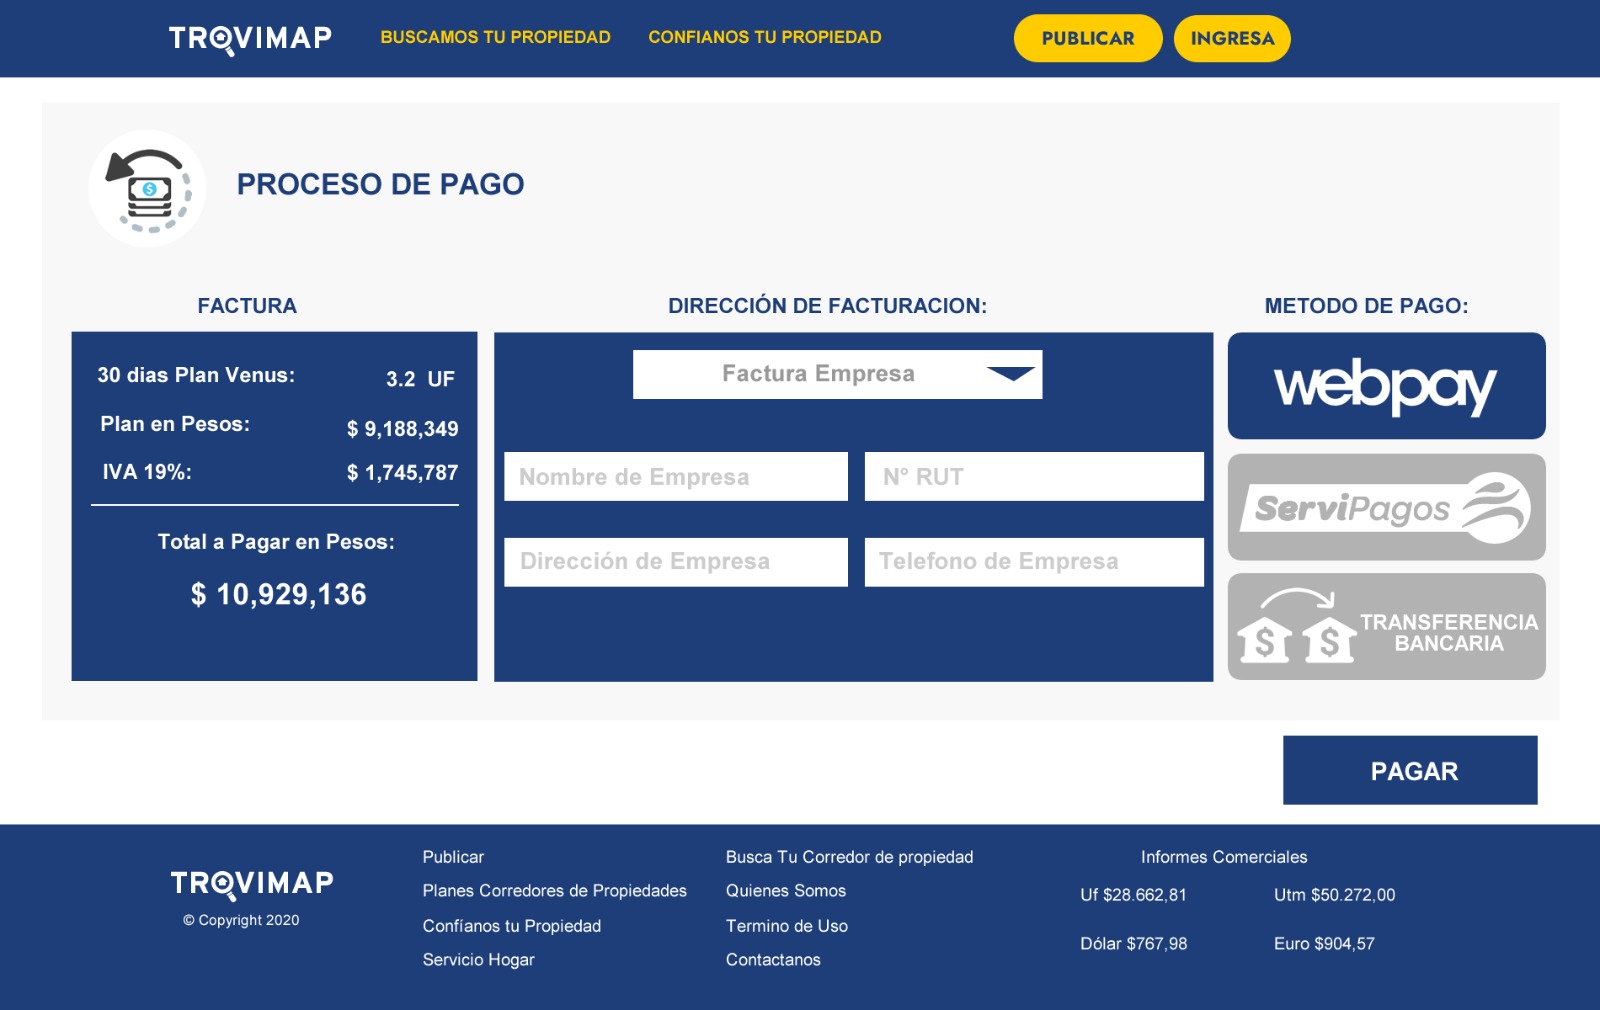 TROVIMAP
BUSCAMOS TU PROPIEDAD
CONFIANOS TU PROPIEDAD
PUBLICAR
INGRESA
$
PROCESO DE PAGO
FACTURA
30 dias Plan Venus: 3.2 UF
Plan en Pesos: $ 9,188,349
IVA 19%: $ 1,745,787
Total a Pagar en Pesos:
$ 10,929,136
DIRECCIÓN DE FACTURACION:
Factura Empresa
Nombre de Empresa
N° RUT
Dirección de Empresa
Telefono de Empresa
METODO DE PAGO:
webpay
ServiPagos
$ $
TRANSFERENCIA
BANCARIA
PAGAR
TROVIMAP
© Copyright 2020
Publicar
Planes Corredores de Propiedades
Confíanos tu Propiedad
Servicio Hogar
Busca Tu Corredor de propiedad
Quienes Somos
Termino de Uso
Contactanos
Informes Comerciales
Uf $28.662,81
Utm $50.272,00
Dólar $767,98
Euro $904,57